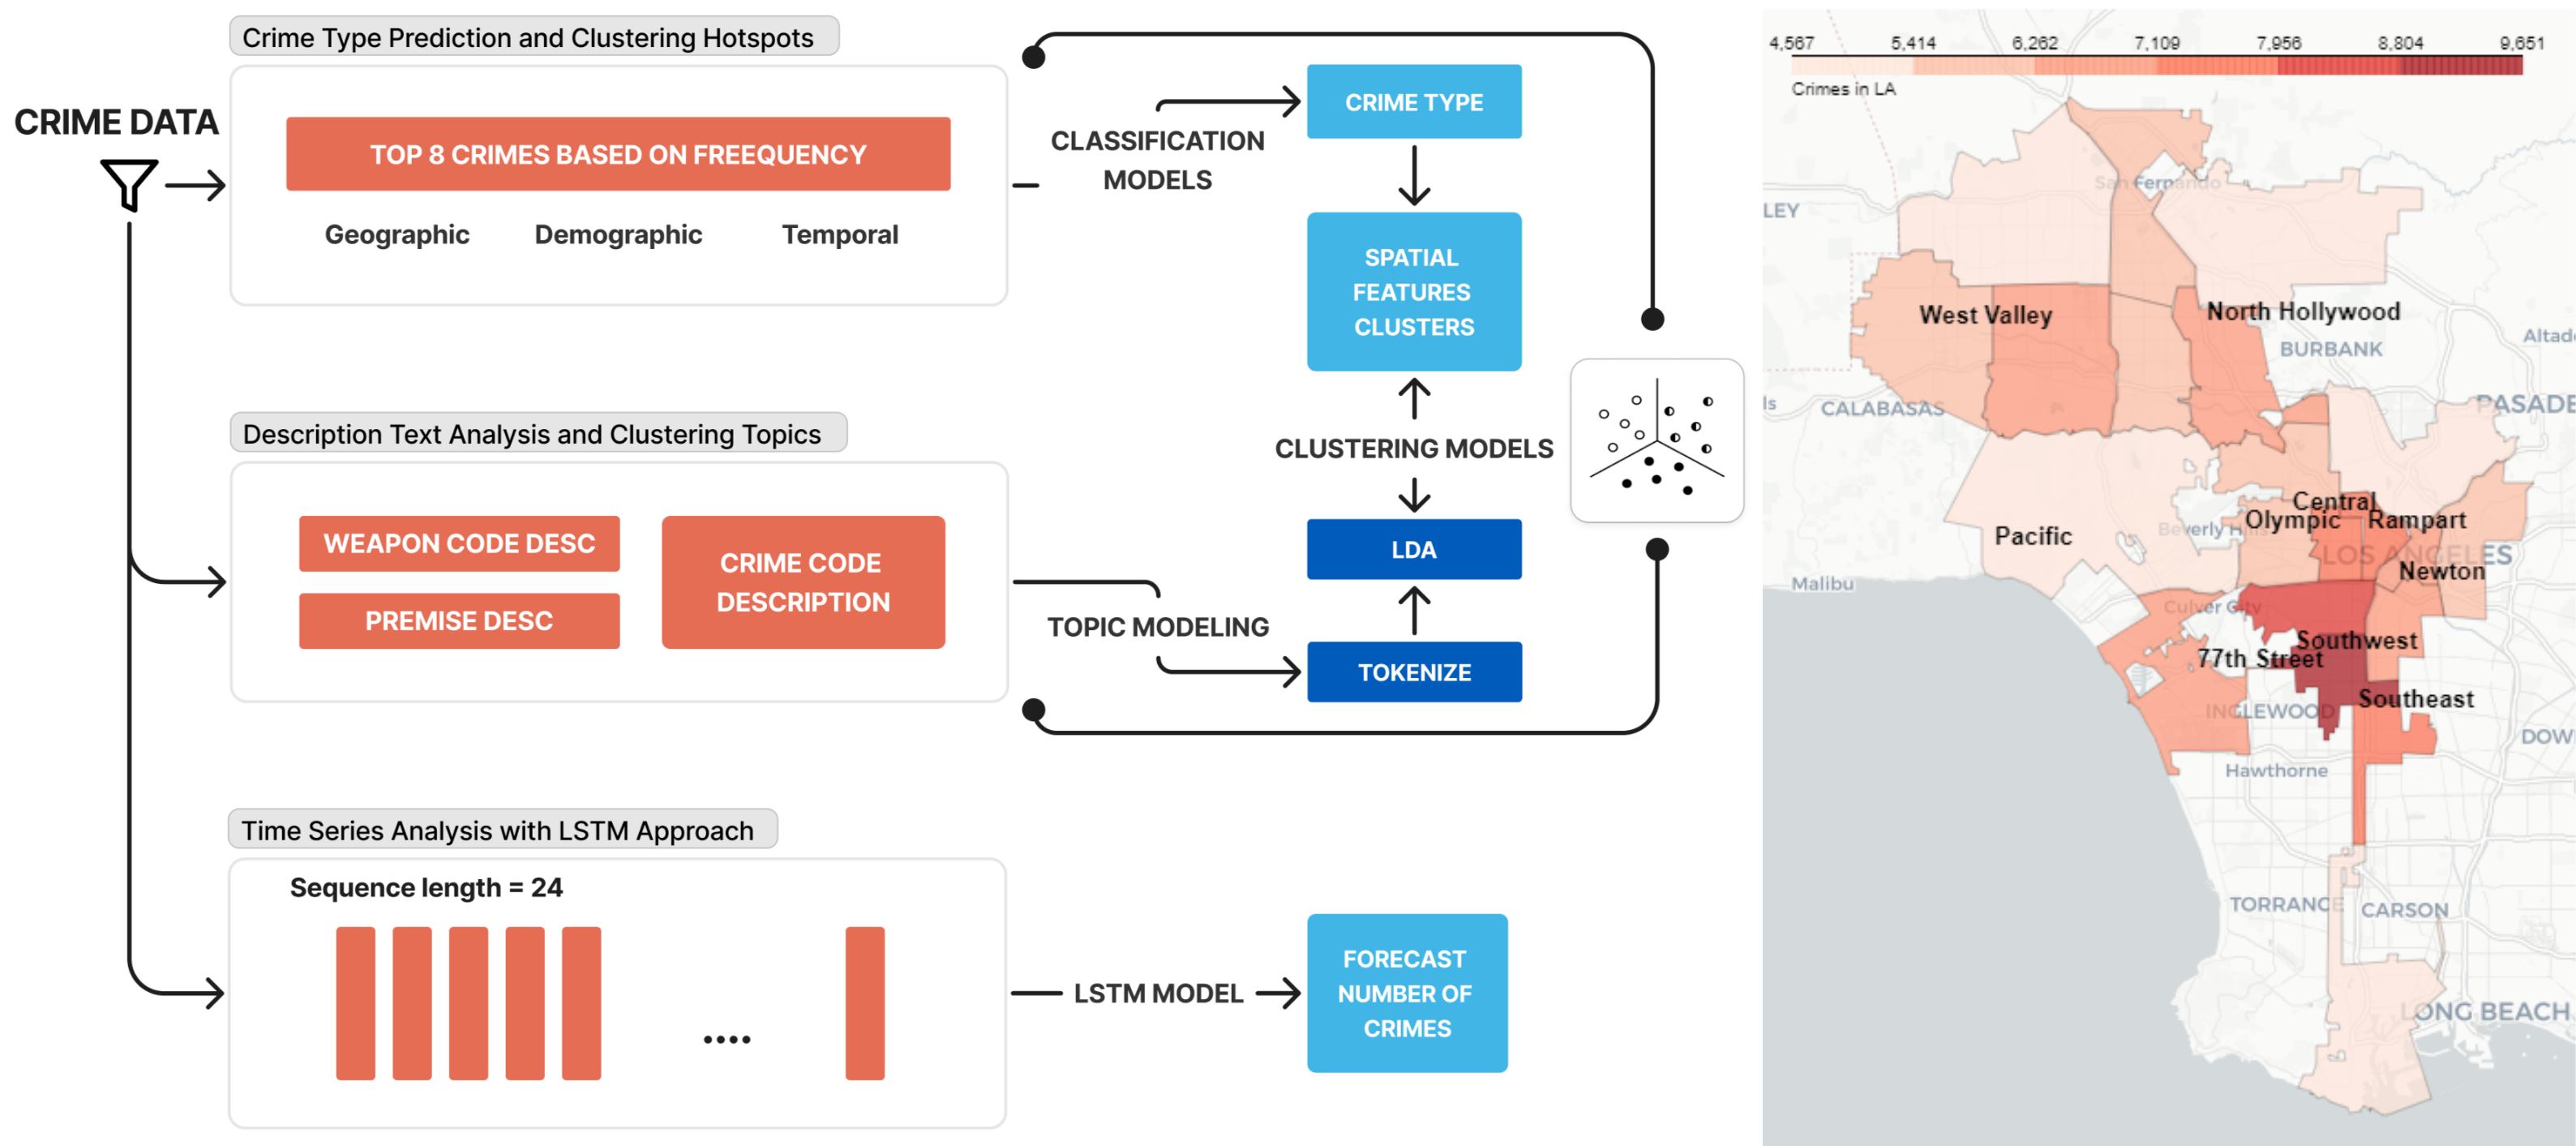 Crime Type Prediction and Clustering Hotspots
CRIME DATA
TOP 8 CRIMES BASED ON FREEQUENCY
Geographic
Demographic
Temporal
CLASSIFICATION
MODELS
CRIME TYPE
SPATIAL
FEATURES
CLUSTERS
CLUSTERING MODELS
Description Text Analysis and Clustering Topics
WEAPON CODE DESC
PREMISE DESC
CRIME CODE
DESCRIPTION
TOPIC MODELING
LDA
TOKENIZE
Time Series Analysis with LSTM Approach
Sequence length = 24
....
LSTM MODEL
FORECAST
NUMBER OF
CRIMES
4,567 5,414 6,262 7,109 7,956 8,804 9,651
Crimes in LA
San Fernando
LEY
West Valley
North Hollywood
BURBANK
Altad
ls
CALABASAS
PASADE
Central
Olympic
Rampart
Pacific
Beverly Hills
LOS ANGELES
Newton
Malibu
Culver City
Southwest
77th Street
Southeast
INGLEWOOD
DOW
Hawthorne
TORRANCE
CARSON
LONG BEACH